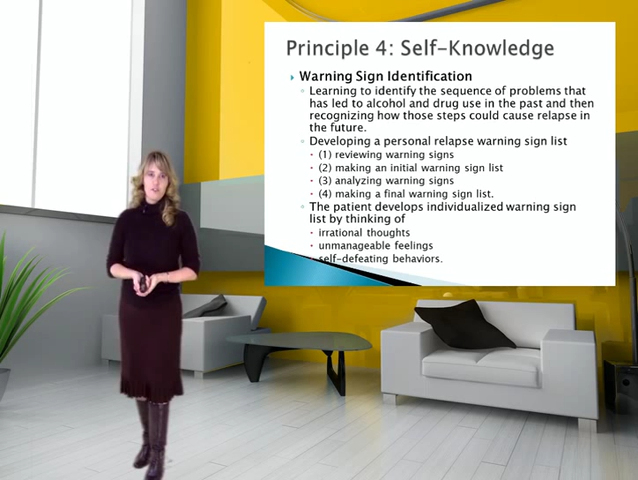 Principle 4: Self-Knowledge
Warning Sign Identification
Learning to identify the sequence of problems that
has led to alcohol and drug use in the past and then
recognizing how those steps could cause relapse in
the future.
Developing a personal relapse warning sign list
(1) reviewing warning signs
(2) making an initial warning sign list
(3) analyzing warning signs
(4) making a final warning sign list.
The patient develops individualized warning sign
list by thinking of
irrational thoughts
unmanageable feelings
self-defeating behaviors.